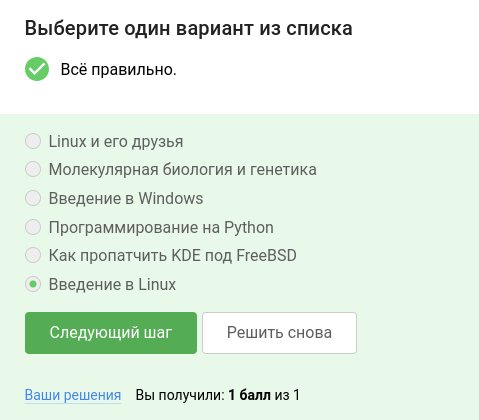 Выберите один вариант из списка
Всё правильно.
Linux и его друзья
Молекулярная биология и генетика
Введение в Windows
Программирование на Python
Как пропатчить KDE под FreeBSD
Введение в Linux
Следующий шаг Решить снова
Ваши решения Вы получили: 1 балл из 1